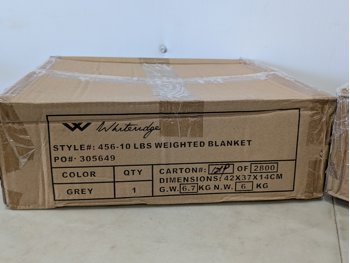 Whiteridge
STYLE#: 456-10 LBS WEIGHTED BLANKET
PO#: 305649
COLOR QTY CARTON#: OF 2800
DIMENSIONS: 42X37X14CM
GREY 1 G.W. 6.7 KG N.W. 6 KG